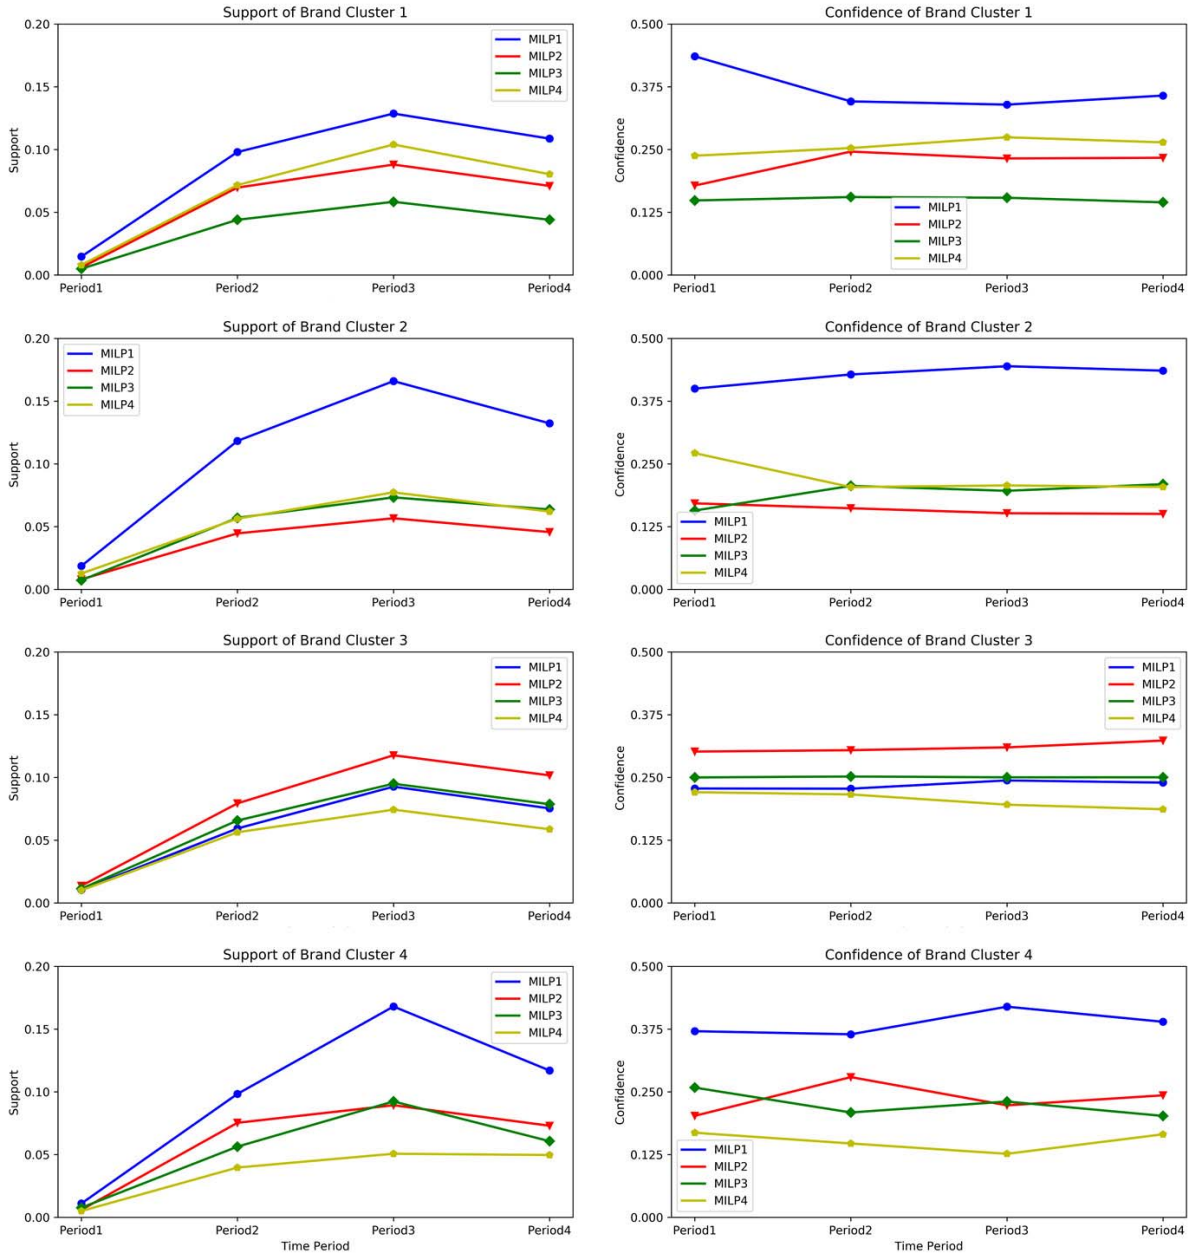 Support of Brand Cluster 1
0.20
0.15
0.10
0.05
0.00
Support
MILP1
MILP2
MILP3
MILP4
Period1 Period2 Period3 Period4
Confidence of Brand Cluster 1
0.500
0.375
0.250
0.125
0.000
Confidence
MILP1
MILP2
MILP3
MILP4
Period1 Period2 Period3 Period4
Support of Brand Cluster 2
0.20
0.15
0.10
0.05
0.00
Support
MILP1
MILP2
MILP3
MILP4
Period1 Period2 Period3 Period4
Confidence of Brand Cluster 2
0.500
0.375
0.250
0.125
0.000
Confidence
MILP1
MILP2
MILP3
MILP4
Period1 Period2 Period3 Period4
Support of Brand Cluster 3
0.20
0.15
0.10
0.05
0.00
Support
MILP1
MILP2
MILP3
MILP4
Period1 Period2 Period3 Period4
Confidence of Brand Cluster 3
0.500
0.375
0.250
0.125
0.000
Confidence
MILP1
MILP2
MILP3
MILP4
Period1 Period2 Period3 Period4
Support of Brand Cluster 4
0.20
0.15
0.10
0.05
0.00
Support
MILP1
MILP2
MILP3
MILP4
Period1 Period2 Period3 Period4
Time Period
Confidence of Brand Cluster 4
0.500
0.375
0.250
0.125
0.000
Confidence
MILP1
MILP2
MILP3
MILP4
Period1 Period2 Period3 Period4
Time Period